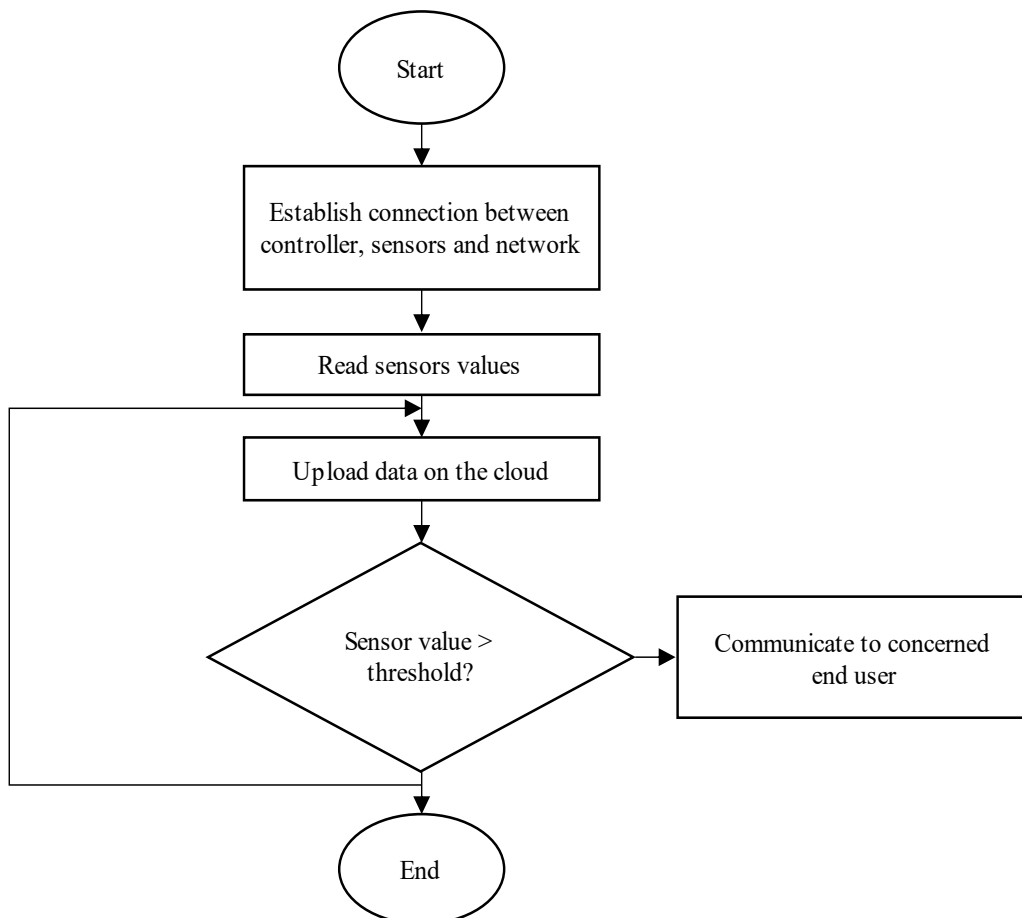 Start
Establish connection between
controller, sensors and network
Read sensors values
Upload data on the cloud
Sensor value >
threshold?
Communicate to concerned
end user
End